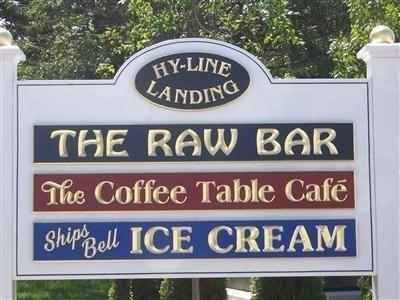 HY-LINE
LANDING
THE RAW BAR
The Coffee Table Café
Ships
Bell ICE CREAM